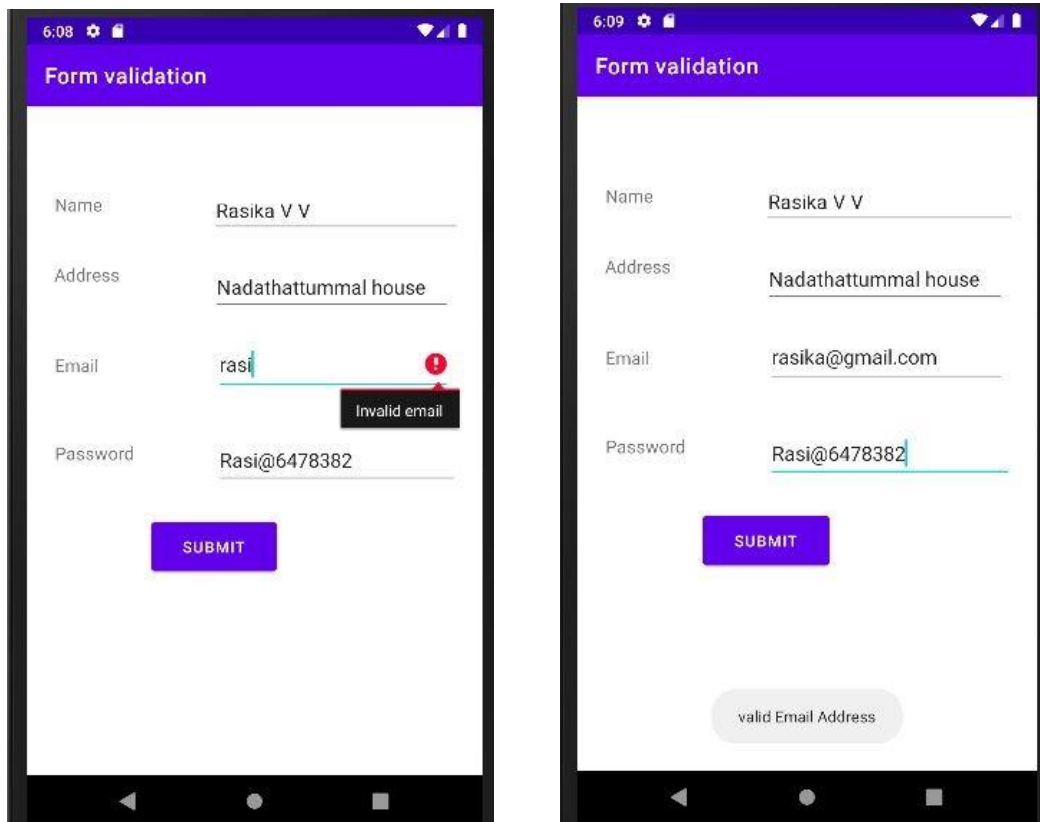 6:08
Form validation
Name Rasika V V
Address Nadathattummal house
Email rasi
Invalid email
Password Rasi@6478382
SUBMIT
6:09
Form validation
Name Rasika V V
Address Nadathattummal house
Email rasika@gmail.com
Password Rasi@6478382
SUBMIT
valid Email Address